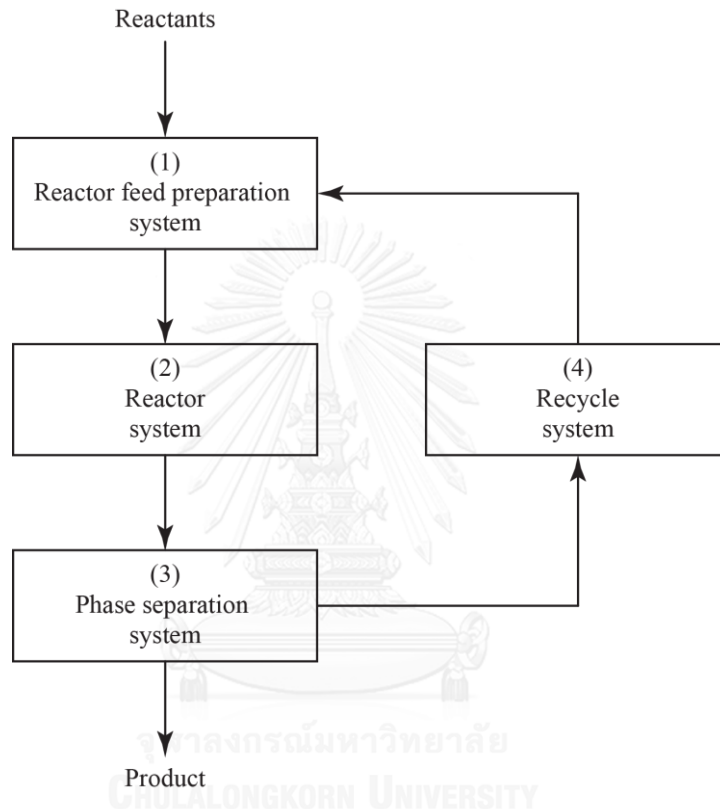 Reactants
(1)
Reactor feed preparation
system
(2)
Reactor
system
(4)
Recycle
system
(3)
Phase separation
system
Product
จุฬาลงกรณ์มหาวิทยาลัย
CHULALONGKORN UNIVERSITY